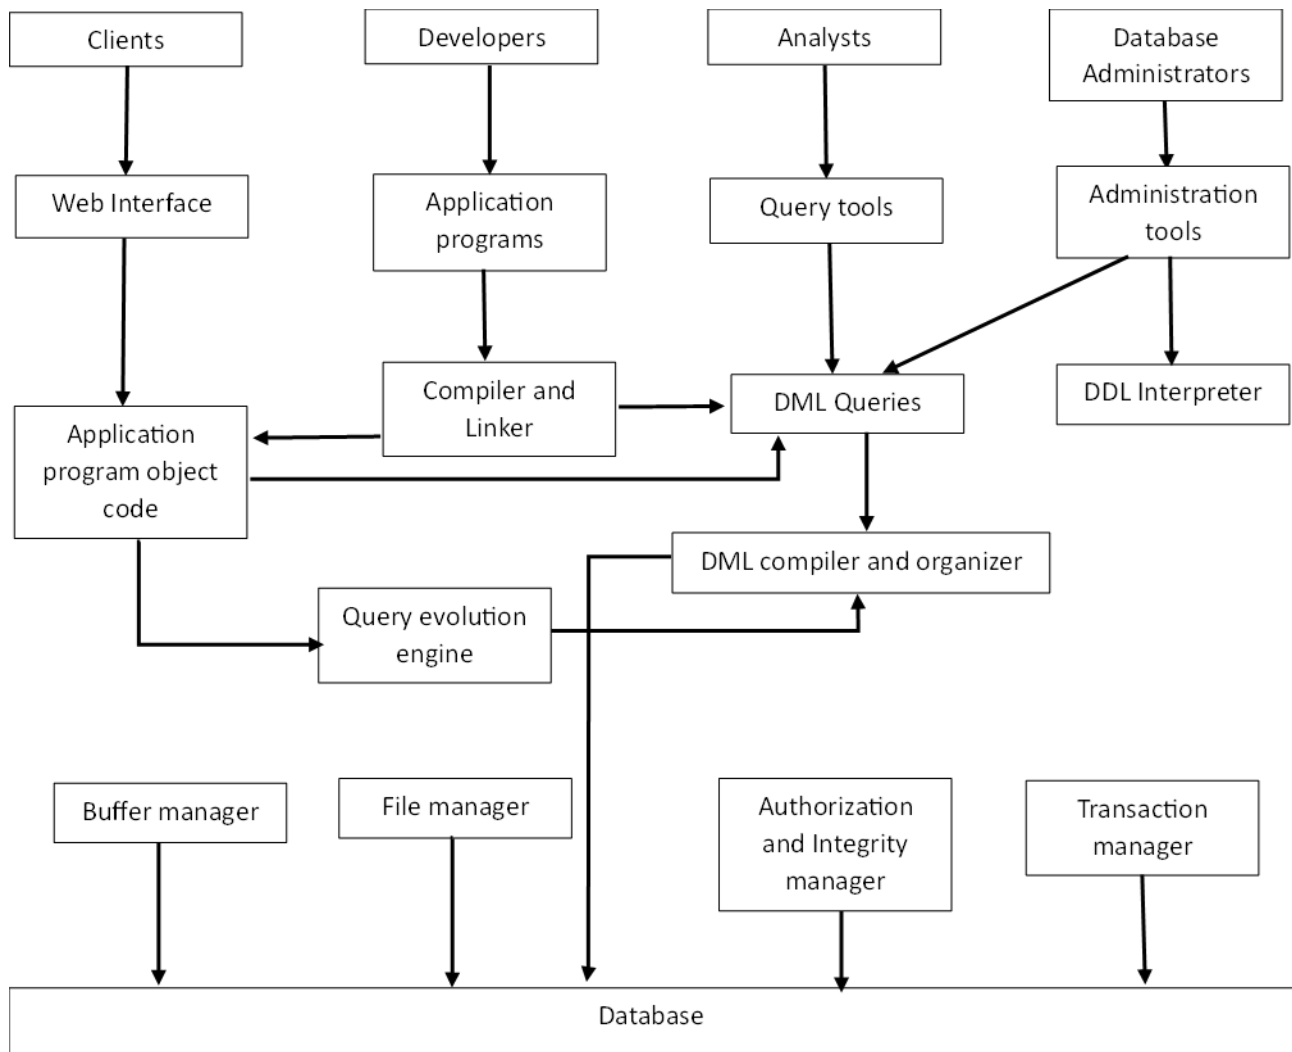 Clients
Developers
Analysts
Database
Administrators
Web Interface
Application
programs
Query tools
Administration
tools
Compiler and
Linker
DML Queries
DDL Interpreter
Application
program object
code
DML compiler and organizer
Query evolution
engine
Buffer manager
File manager
Authorization
and Integrity
manager
Transaction
manager
Database